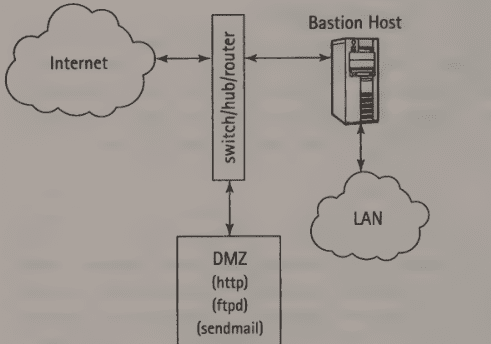 Bastion Host
Internet
switch/hub/router
LAN
DMZ
(http)
(ftpd)
(sendmail)